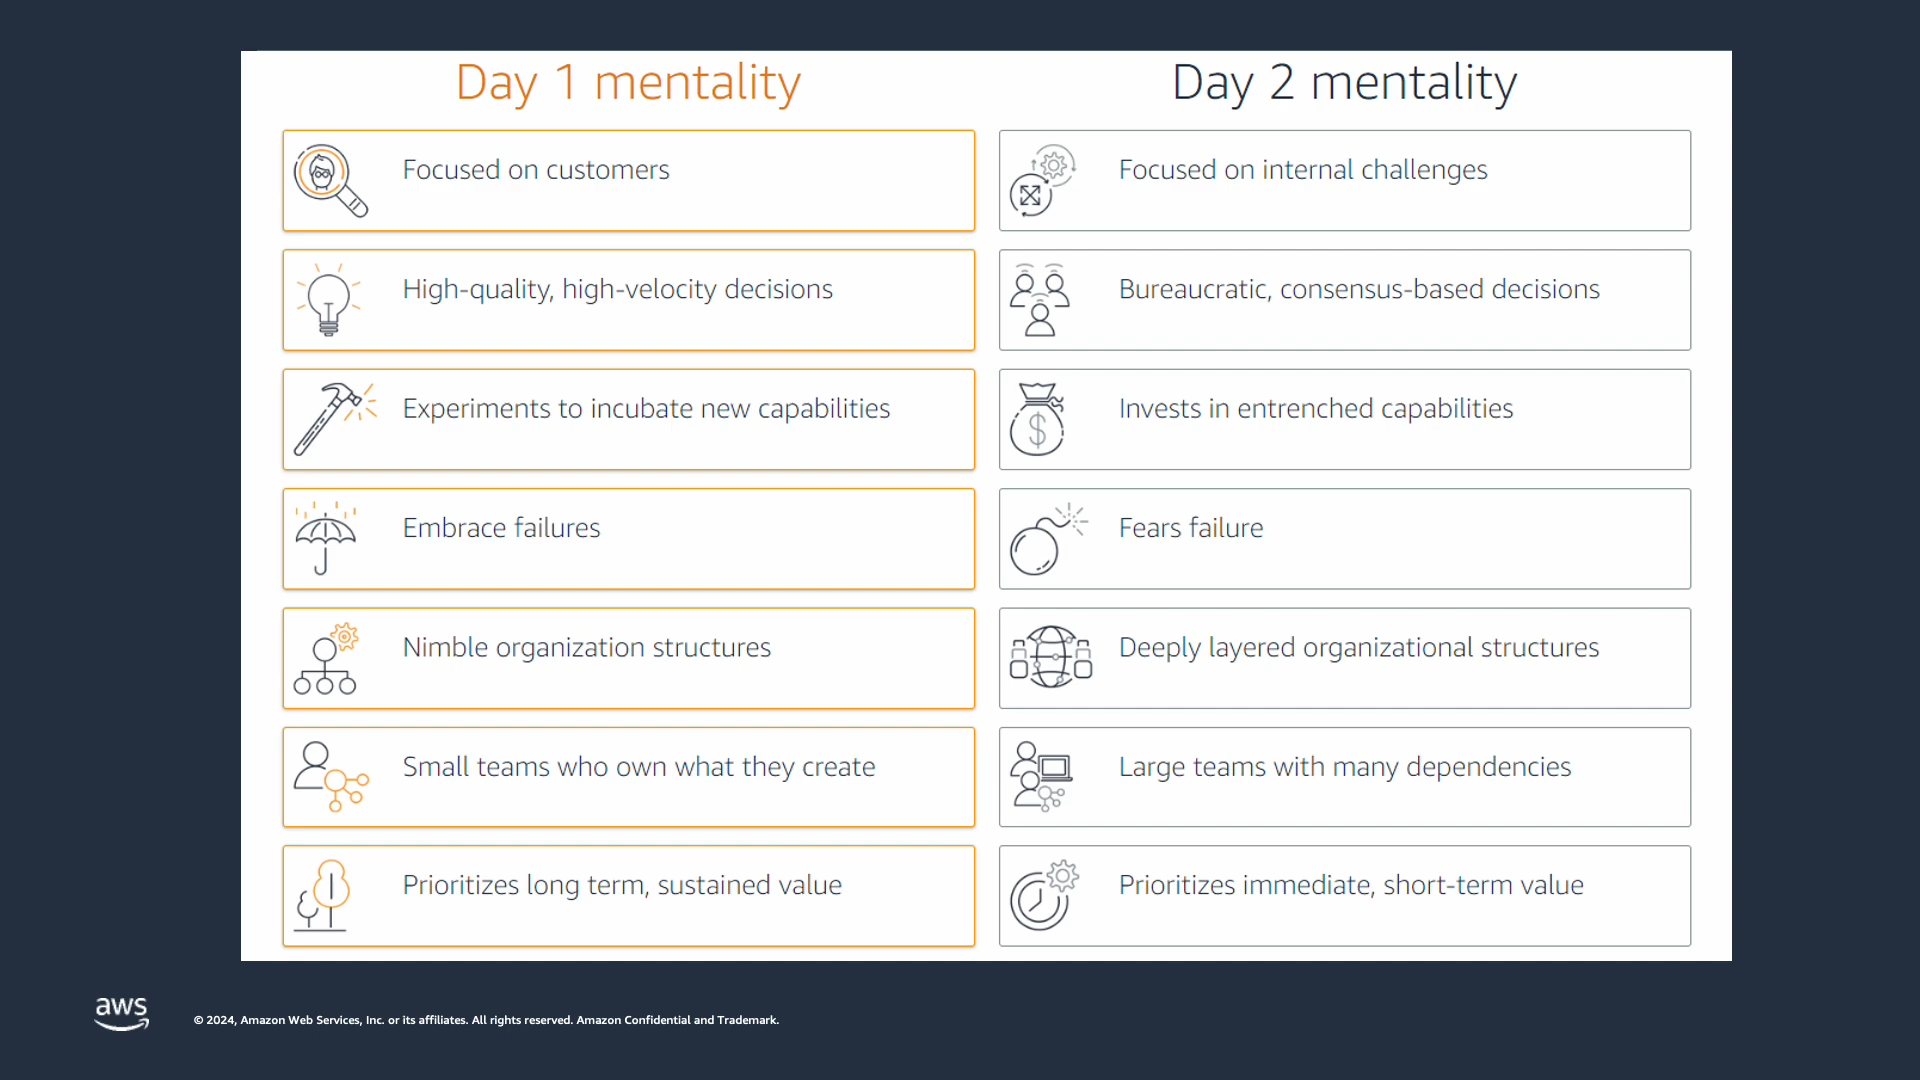 Day 1 mentality
Day 2 mentality
Focused on customers
Focused on internal challenges
High-quality, high-velocity decisions
Bureaucratic, consensus-based decisions
Experiments to incubate new capabilities
Invests in entrenched capabilities
$
Embrace failures
Fears failure
Nimble organization structures
Deeply layered organizational structures
Small teams who own what they create
Large teams with many dependencies
Prioritizes long term, sustained value
Prioritizes immediate, short-term value
aws
© 2024, Amazon Web Services, Inc. or its affiliates. All rights reserved. Amazon Confidential and Trademark.